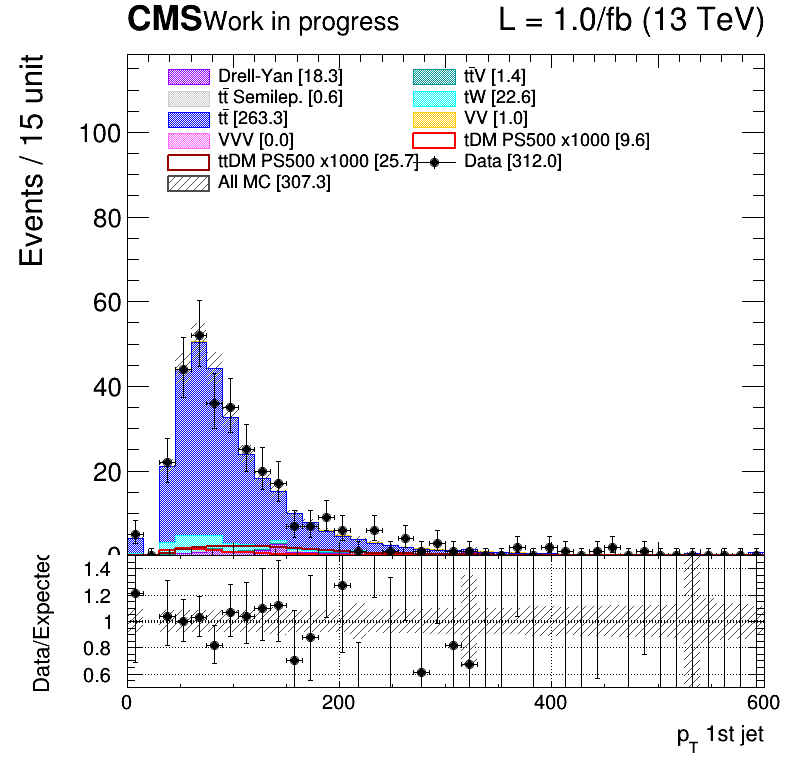 CMS Work in progress L = 1.0/fb (13 TeV)
Events / 15 unit
Drell-Yan [18.3]
tt̄ Semilep. [0.6]
tt̄ [263.3]
VVV [0.0]
ttDM PS500 x1000 [25.7]
All MC [307.3]
tt̄V [1.4]
tW [22.6]
VV [1.0]
tDM PS500 x1000 [9.6]
Data [312.0]
100
80
60
40
20
0
Data/Expected
1.4
1.2
1
0.8
0.6
0 200 400 600
p_T 1st jet